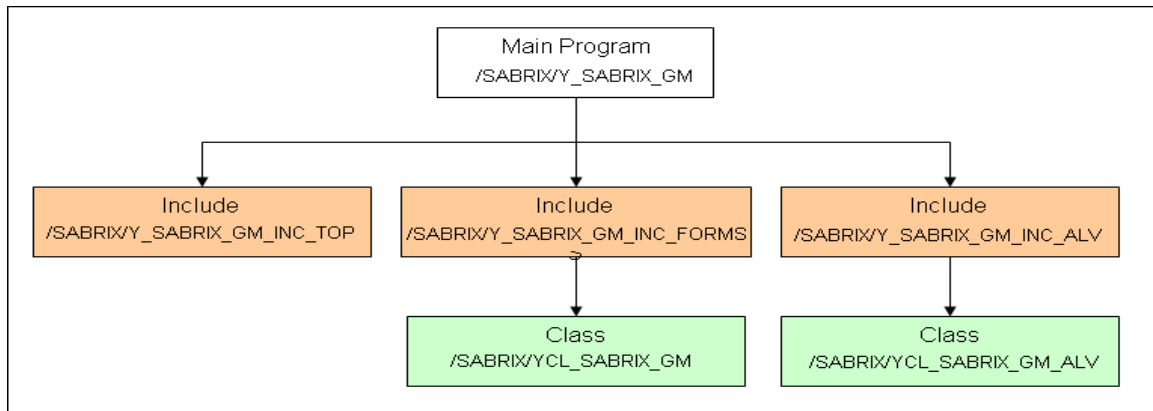 Main Program
/SABRIX/Y_SABRIX_GM
Include
/SABRIX/Y_SABRIX_GM_INC_TOP
Include
/SABRIX/Y_SABRIX_GM_INC_FORMS
Include
/SABRIX/Y_SABRIX_GM_INC_ALV
Class
/SABRIX/YCL_SABRIX_GM
Class
/SABRIX/YCL_SABRIX_GM_ALV